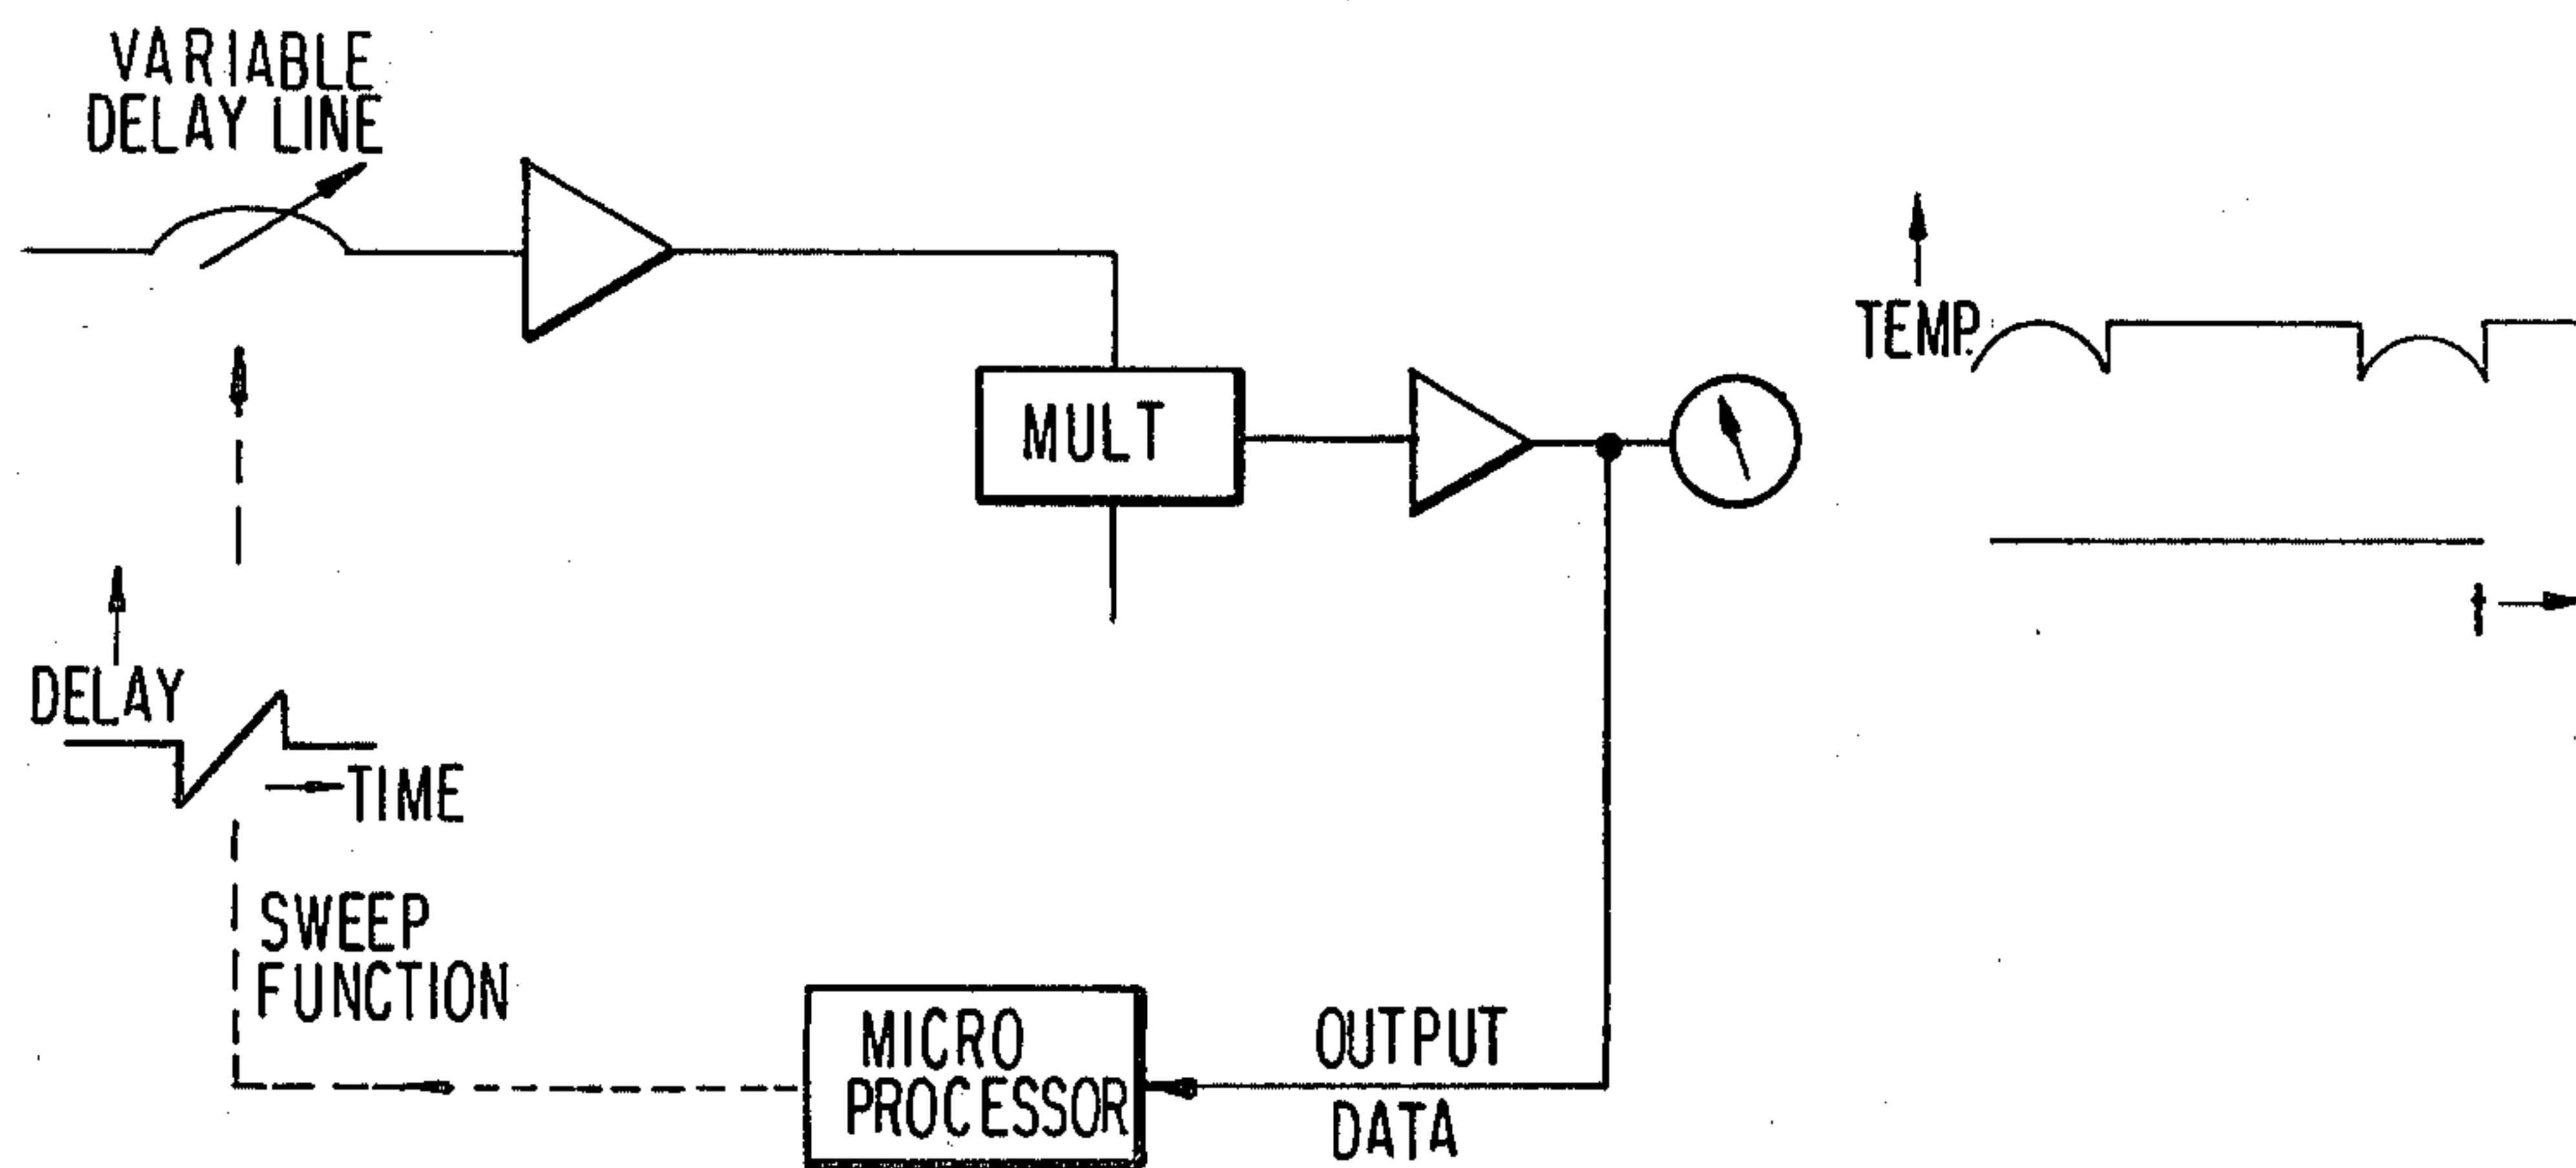 VARIABLE
DELAY LINE
MULT
TEMP.
t
DELAY
TIME
SWEEP
FUNCTION
MICRO
PROCESSOR
OUTPUT
DATA